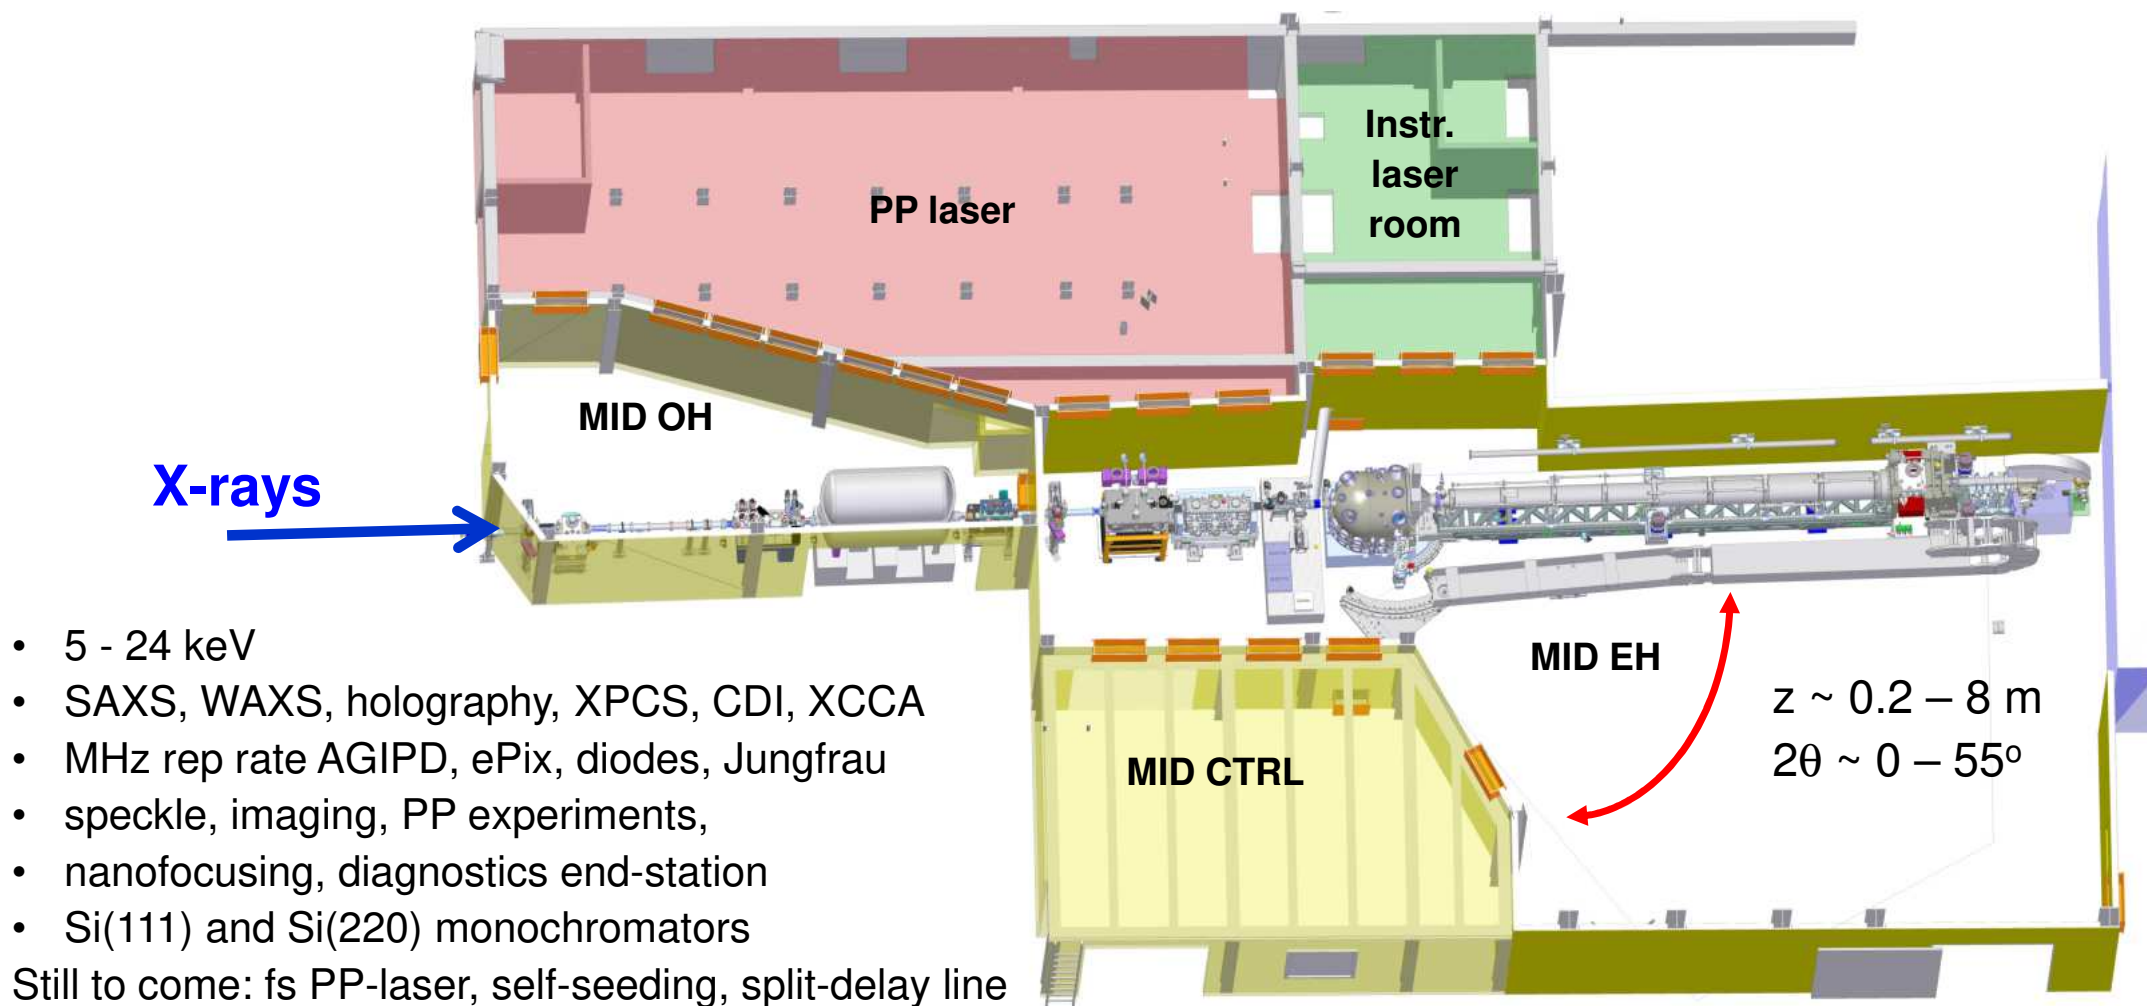 PP laser
Instr.
laser
room
MID OH
X-rays
MID EH
z ~ 0.2 – 8 m
2θ ~ 0 – 55º
MID CTRL
• 5 - 24 keV
• SAXS, WAXS, holography, XPCS, CDI, XCCA
• MHz rep rate AGIPD, ePix, diodes, Jungfrau
• speckle, imaging, PP experiments,
• nanofocusing, diagnostics end-station
• Si(111) and Si(220) monochromators
Still to come: fs PP-laser, self-seeding, split-delay line